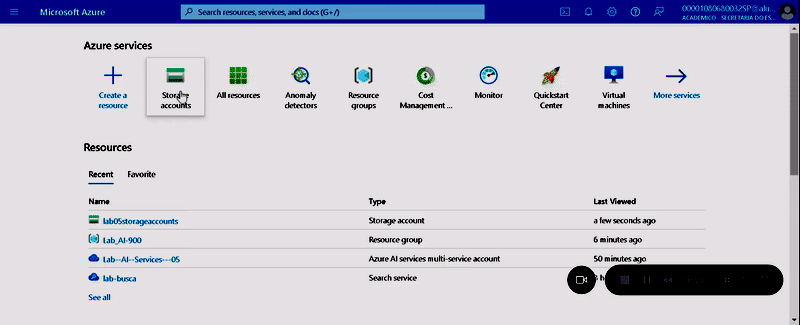 Microsoft Azure
Search resources, services, and docs (G+/)
ACADEMICO - SECRETARIA DO ES...
Azure services
Create a resource
Storage accounts
All resources
Anomaly detectors
Resource groups
Cost Management ...
Monitor
Quickstart Center
Virtual machines
More services
Resources
Recent Favorite
Name Type Last Viewed
lab05storageaccounts Storage account a few seconds ago
Lab_AI-900 Resource group 6 minutes ago
Lab--AI--Services---05 Azure AI services multi-service account 50 minutes ago
lab-busca Search service
See all